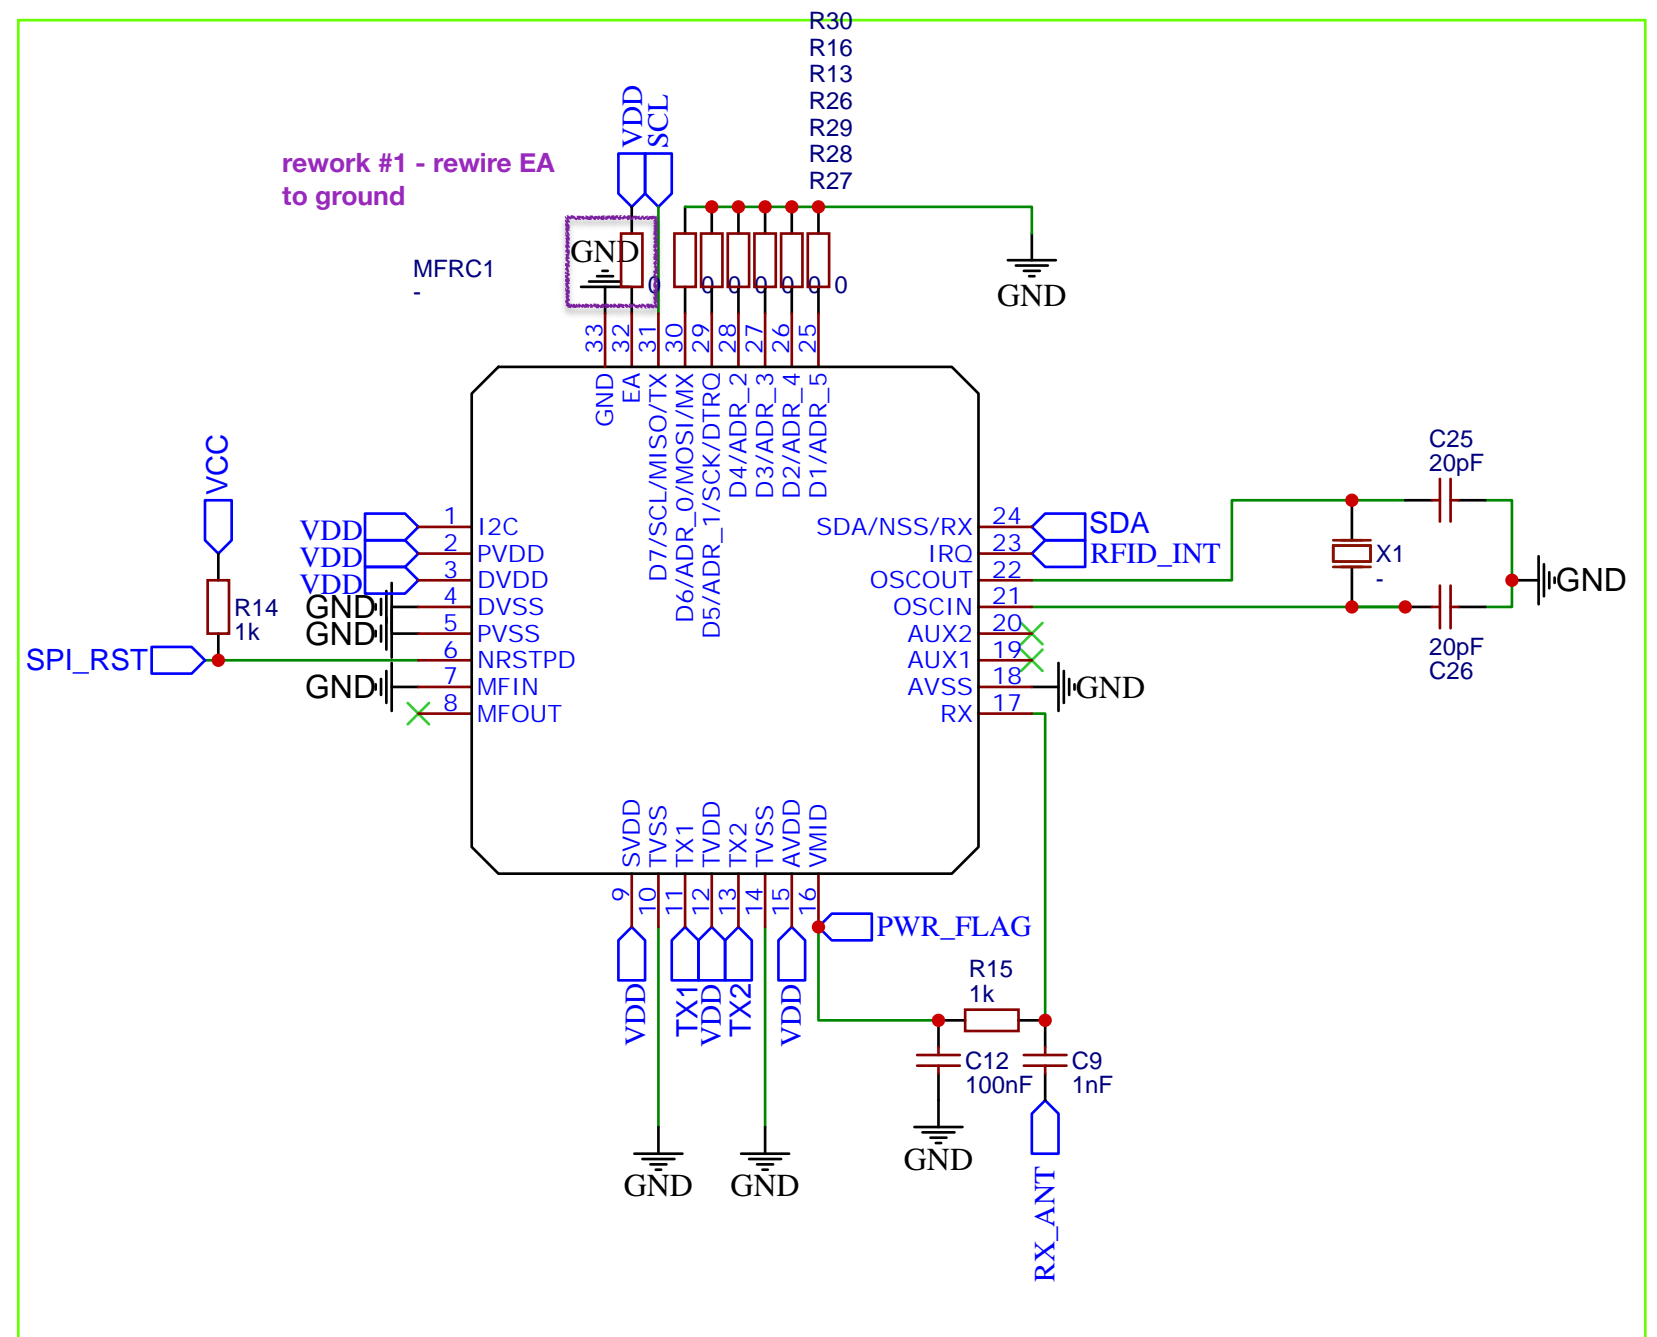 R30
R16
R13
R26
R29
R28
R27
VDD
SCL
rework #1 - rewire EA
to ground
GND
MFRC1
-
0
0
0
0
0
0
0
GND
33
32
31
30
29
28
27
26
25
GND
EA
D7/SCL/MISO/TX
D6/ADR_0/MOSI/MX
D5/ADR_1/SCK/DTRQ
D4/ADR_2
D3/ADR_3
D2/ADR_4
D1/ADR_5
VCC
R14
1k
SPI_RST
VDD 1 I2C
VDD 2 PVDD
VDD 3 DVDD
GND 4 DVSS
GND 5 PVSS
6 NRSTPD
GND 7 MFIN
8 MFOUT
SDA/NSS/RX 24 SDA
IRQ 23 RFID_INT
OSCOUT 22
OSCIN 21
AUX2 20
AUX1 19
AVSS 18 GND
RX 17
C25
20pF
X1
-
GND
20pF
C26
SVDD
TVSS
TX1
TVDD
TX2
TVSS
AVDD
VMID
9
10
11
12
13
14
15
16
PWR_FLAG
VDD
TX1
VDD
TX2
VDD
R15
1k
C12
100nF
C9
1nF
GND
GND
GND
RX_ANT